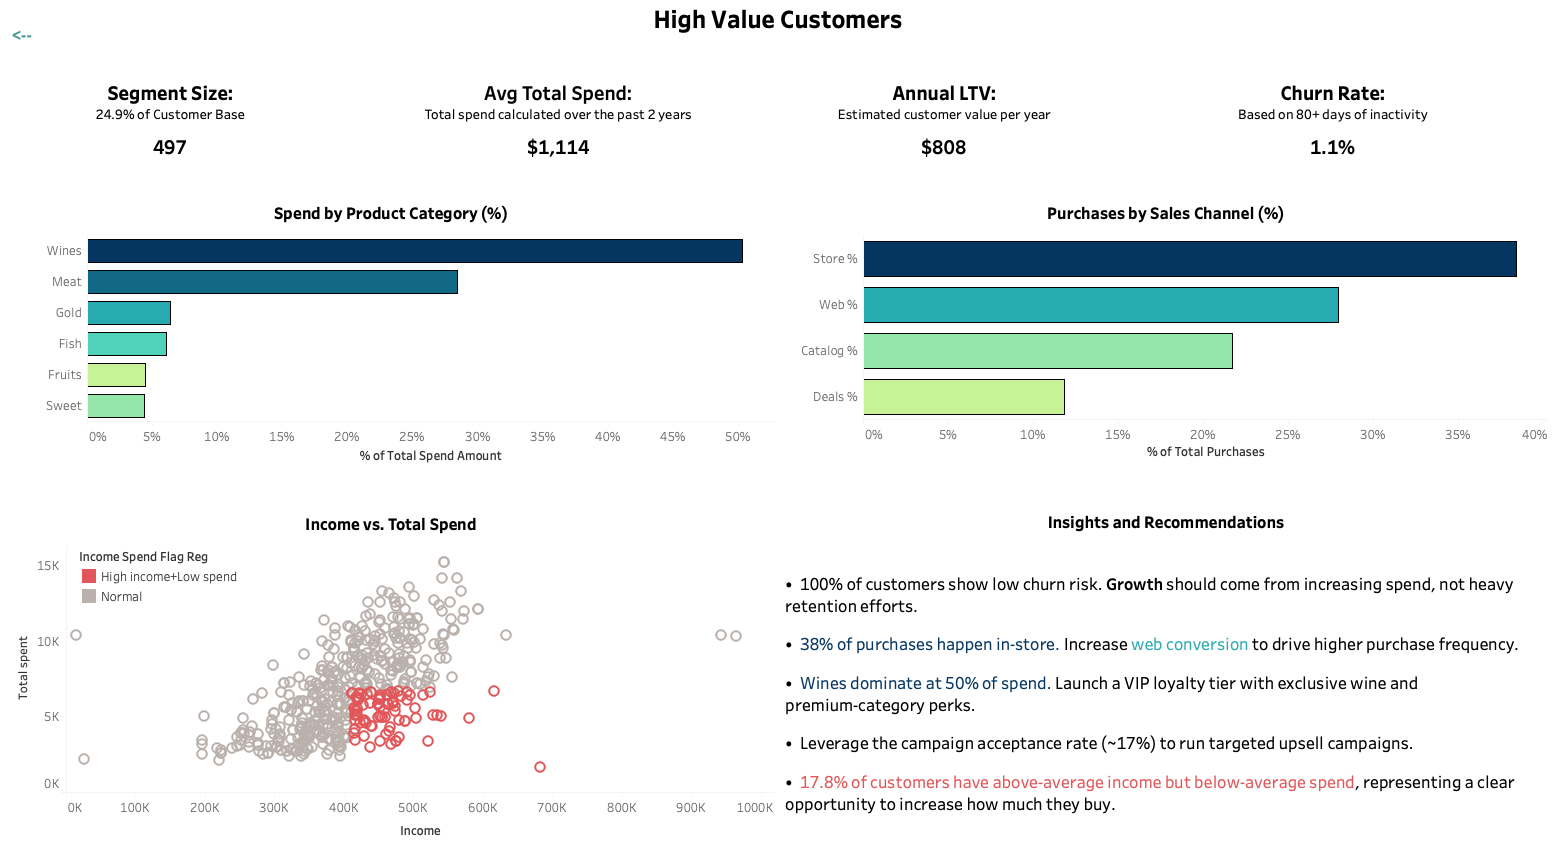 High Value Customers
<--
Segment Size:
24.9% of Customer Base
497
Avg Total Spend:
Total spend calculated over the past 2 years
$1,114
Annual LTV:
Estimated customer value per year
$808
Churn Rate:
Based on 80+ days of inactivity
1.1%
Spend by Product Category (%)
Wines
Meat
Gold
Fish
Fruits
Sweet
0% 5% 10% 15% 20% 25% 30% 35% 40% 45% 50%
% of Total Spend Amount
Purchases by Sales Channel (%)
Store %
Web %
Catalog %
Deals %
0% 5% 10% 15% 20% 25% 30% 35% 40%
% of Total Purchases
Income vs. Total Spend
Income Spend Flag Reg
High income+Low spend
Normal
Total spent
15K
10K
5K
0K
0K 100K 200K 300K 400K 500K 600K 700K 800K 900K 1000K
Income
Insights and Recommendations
• 100% of customers show low churn risk. Growth should come from increasing spend, not heavy
retention efforts.
• 38% of purchases happen in-store. Increase web conversion to drive higher purchase frequency.
• Wines dominate at 50% of spend. Launch a VIP loyalty tier with exclusive wine and
premium-category perks.
• Leverage the campaign acceptance rate (~17%) to run targeted upsell campaigns.
• 17.8% of customers have above-average income but below-average spend, representing a clear
opportunity to increase how much they buy.